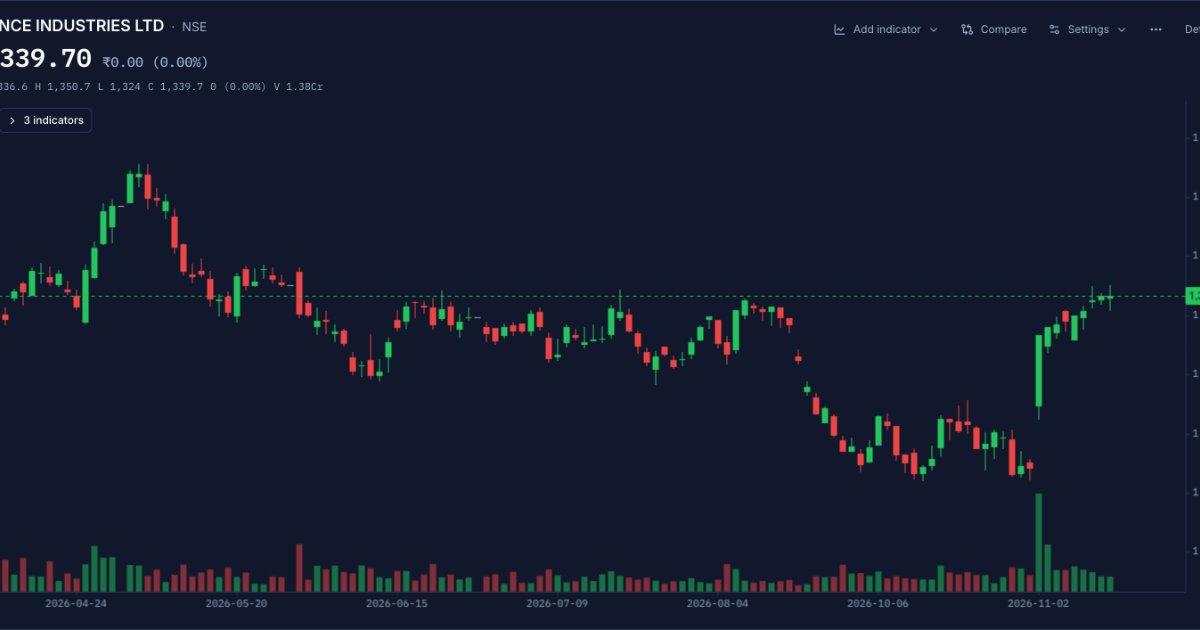 NCE INDUSTRIES LTD · NSE
Add indicator Compare Settings ··· De
339.70 ₹0.00 (0.00%)
336.6 H 1,350.7 L 1,324 C 1,339.7 0 (0.00%) V 1.38Cr
> 3 indicators
2026-04-24 2026-05-20 2026-06-15 2026-07-09 2026-08-04 2026-10-06 2026-11-02